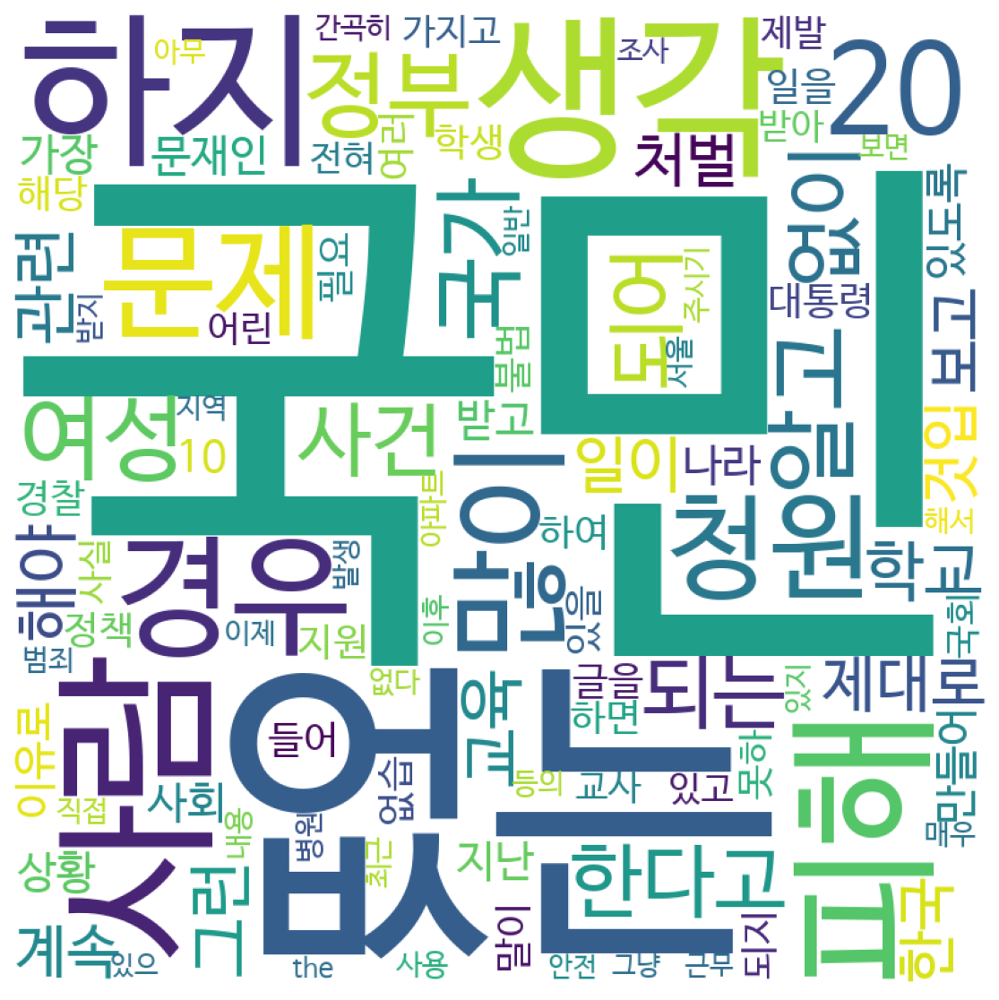 하지
아무
간곡히
가지고
생각
조사
제발
20
정부
일을
가장
문재인
전혀
여러
학생
처벌
받아
보면
해당
국민
국가
일반
없이
있도록
관련
문제
필요
되어
주시기
대통령
받지
어린
불법
서울
알고
보고
여성
지역
사건
받고
10
일이
나라
것입
경찰
아파트
많이
하여
청원
해서
해야
사실
경우
발생
많은
있을
학교
정책
이제
지원
이후
국회
범죄
사람
없는
없다
교육
글을
되는
있지
제대로
들어
하면
이유로
사회
없습
등의
교사
있고
못하
만들어
피해
직접
내용
병원
최근
지난
한다고
매우
상황
그런
말이
되지
한국
계속
있으
the
사용
안전
그냥
근무